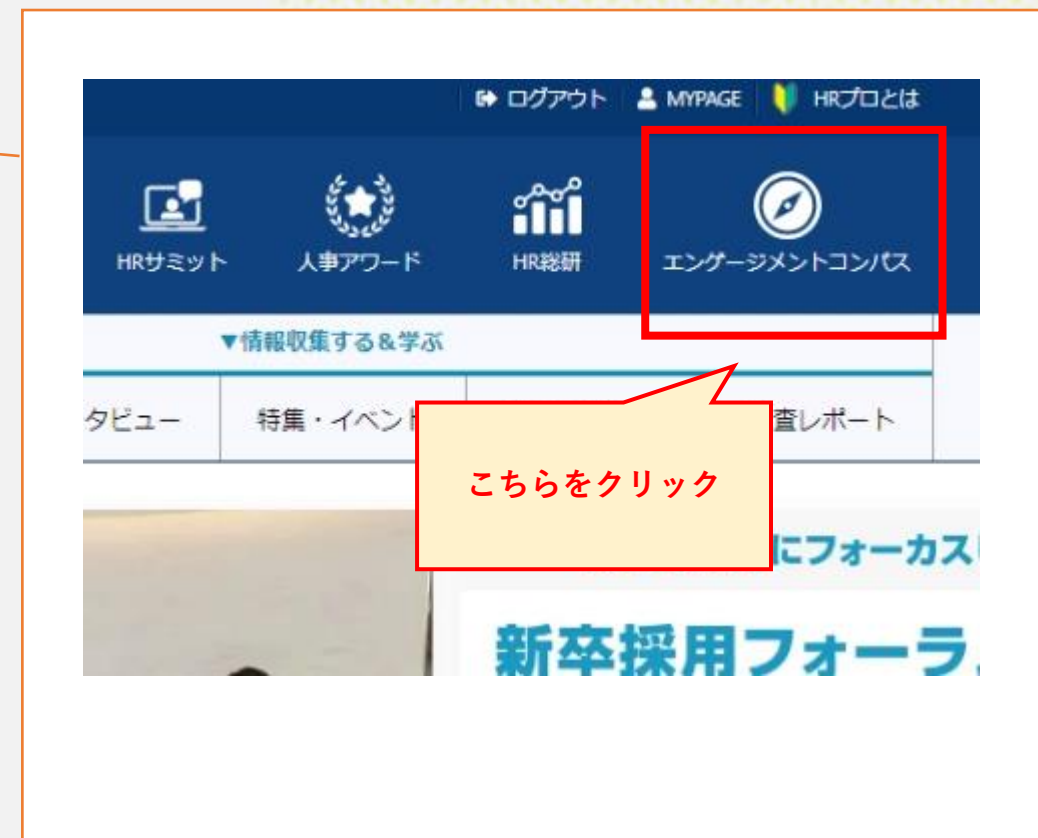 ログアウト MYPAGE HRプロとは
HRサミット 人事アワード HR総研 エンゲージメントコンパス
▼情報収集する&学ぶ
タビュー 特集・イベント 査レポート
こちらをクリック
にフォーカス
新卒採用フォーラ